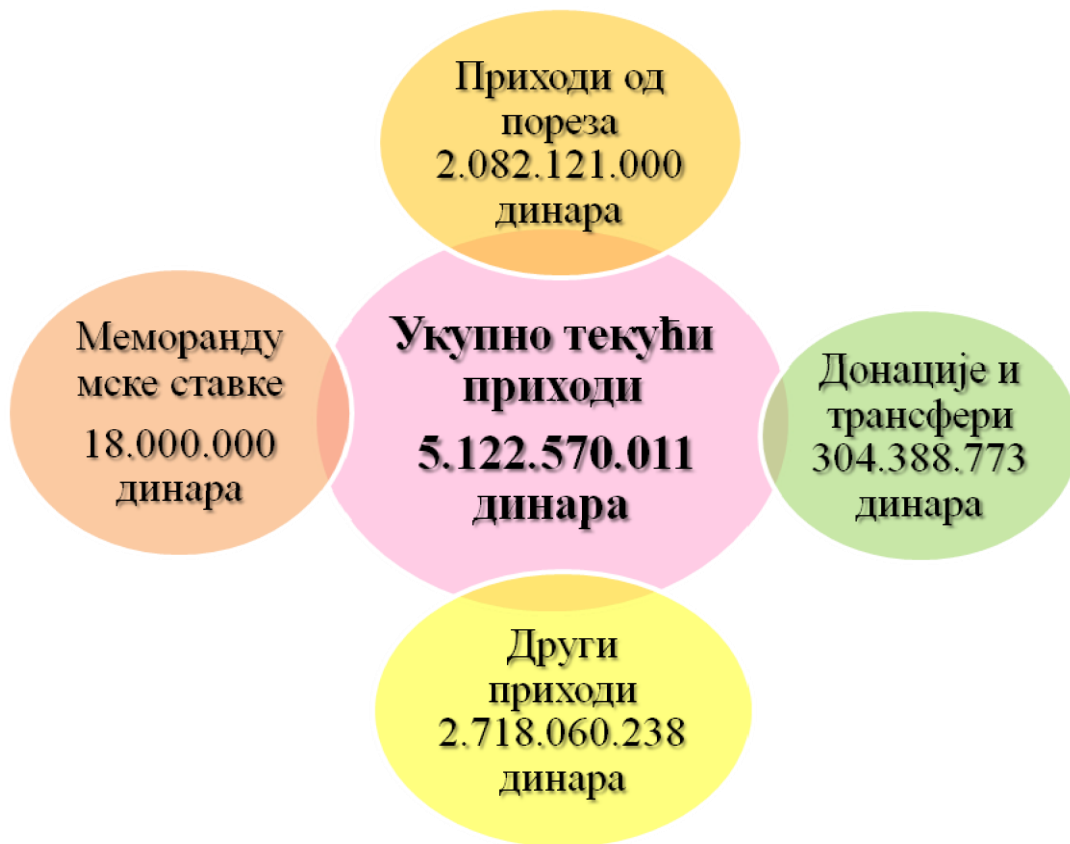 Приходи од
пореза
2.082.121.000
динара
Меморанду
мске ставке
18.000.000
динара
Укупно текући
приходи
5.122.570.011
динара
Донације и
трансфери
304.388.773
динара
Други
приходи
2.718.060.238
динара